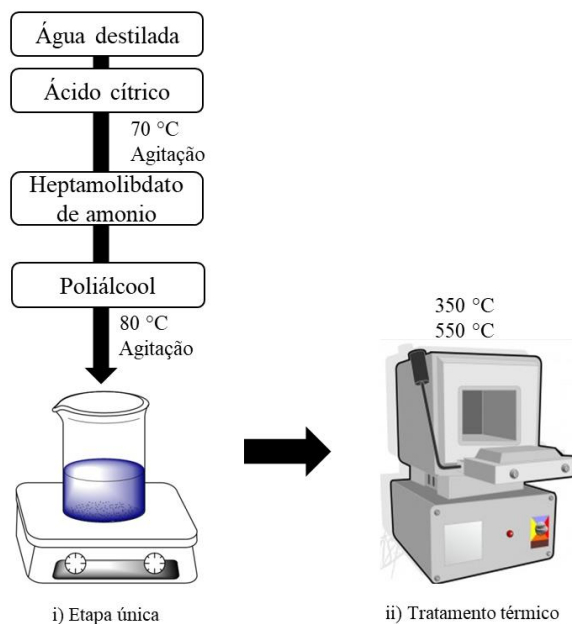 Água destilada
Ácido cítrico
70 °C
Agitação
Heptamolibdato
de amonio
Poliálcool
80 °C
Agitação
350 °C
550 °C
i) Etapa única
ii) Tratamento térmico